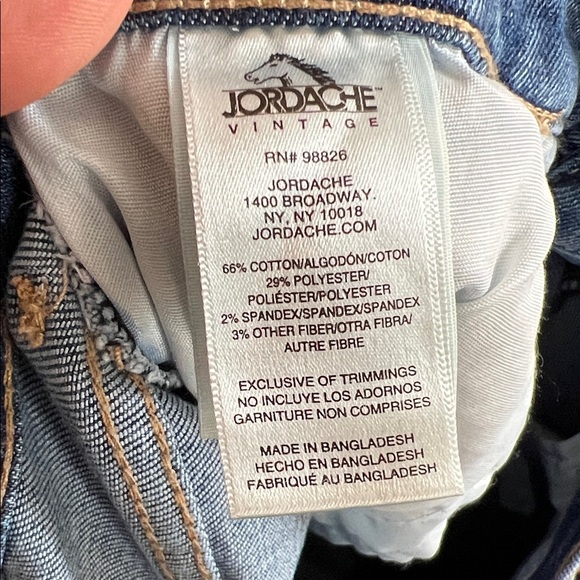 JORDACHE™
VINTAGE
RN# 98826
JORDACHE
1400 BROADWAY.
NY, NY 10018
JORDACHE.COM
66% COTTON/ALGODÓN/COTON
29% POLYESTER/
POLIÉSTER/POLYESTER
2% SPANDEX/SPANDEX/SPANDEX
3% OTHER FIBER/OTRA FIBRA/
AUTRE FIBRE
EXCLUSIVE OF TRIMMINGS
NO INCLUYE LOS ADORNOS
GARNITURE NON COMPRISES
MADE IN BANGLADESH
HECHO EN BANGLADESH
FABRIQUÉ AU BANGLADESH